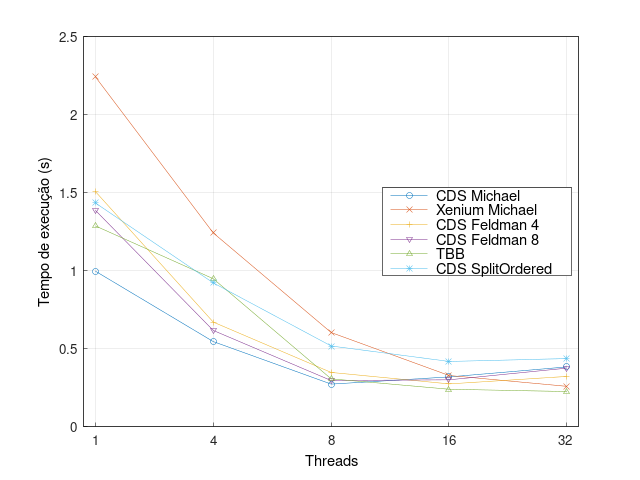 2.5
2
1.5
1
0.5
0
Tempo de execução (s)
CDS Michael
Xenium Michael
CDS Feldman 4
CDS Feldman 8
TBB
CDS SplitOrdered
1 4 8 16 32
Threads